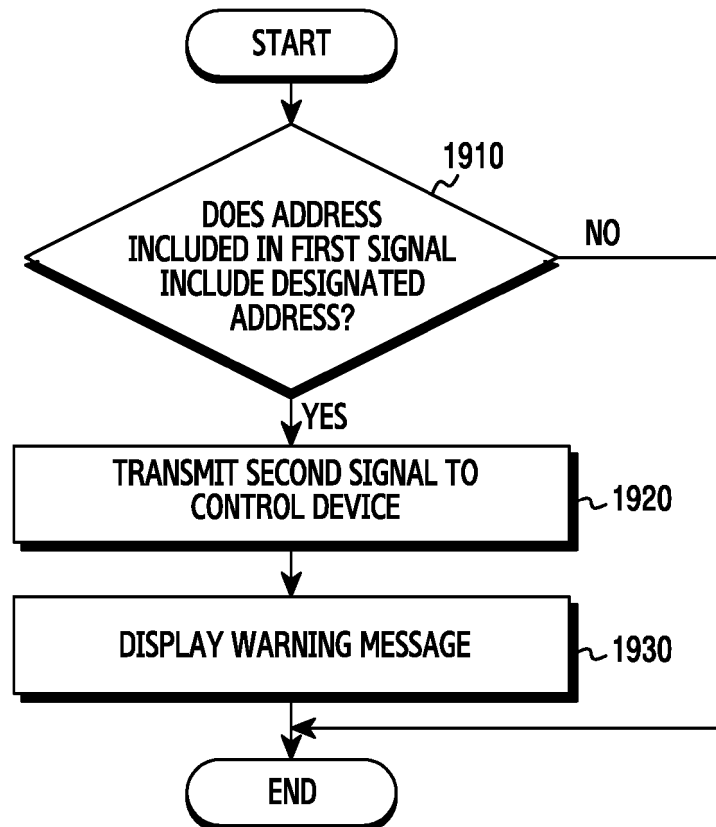 START
1910
DOES ADDRESS
INCLUDED IN FIRST SIGNAL
INCLUDE DESIGNATED
ADDRESS?
NO
YES
TRANSMIT SECOND SIGNAL TO
CONTROL DEVICE
1920
DISPLAY WARNING MESSAGE
1930
END